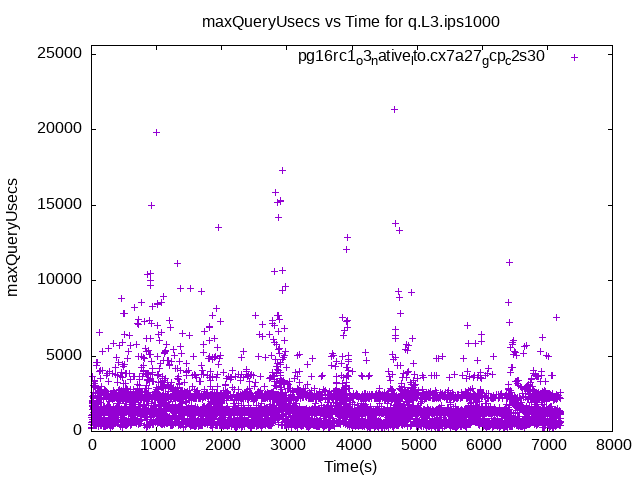 maxQueryUsecs vs Time for q.L3.ips1000
pg16rc1_o3_native_lto.cx7a27_gcp_c2s30
25000
20000
15000
10000
5000
0
maxQueryUsecs
0 1000 2000 3000 4000 5000 6000 7000 8000
Time(s)